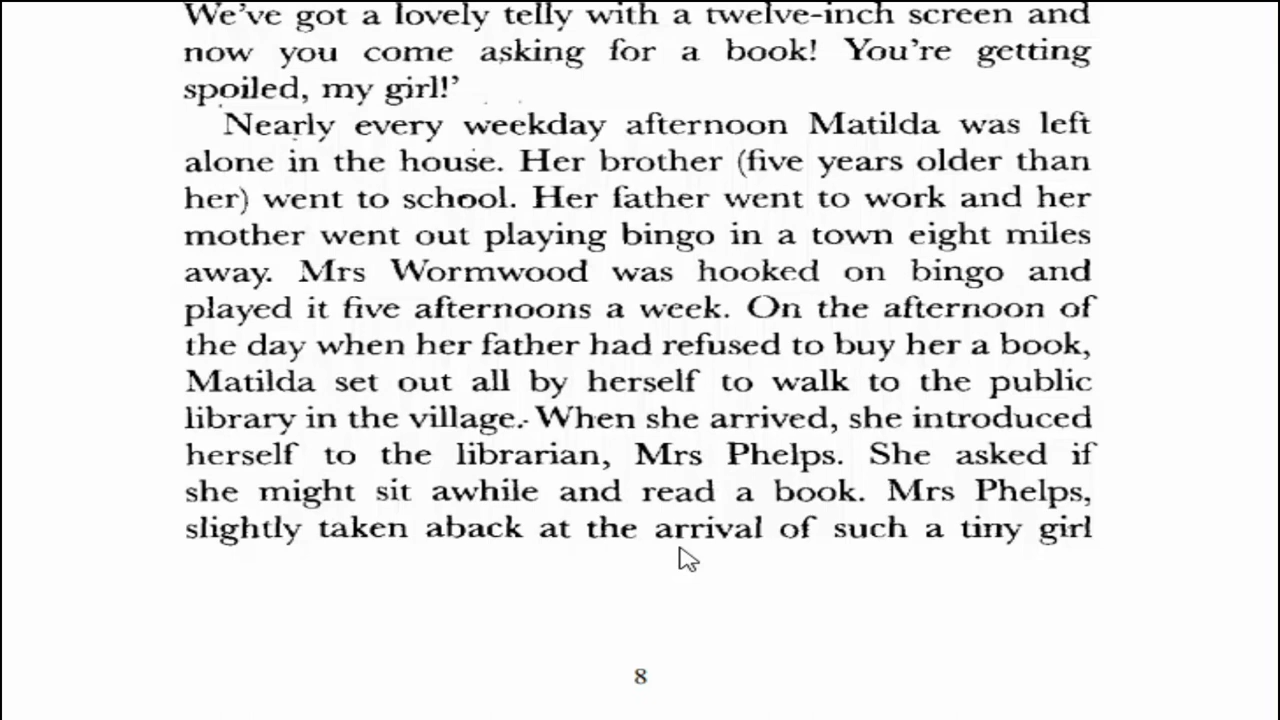 We've got a lovely telly with a twelve-inch screen and
now you come asking for a book! You're getting
spoiled, my girl!'
Nearly every weekday afternoon Matilda was left
alone in the house. Her brother (five years older than
her) went to school. Her father went to work and her
mother went out playing bingo in a town eight miles
away. Mrs Wormwood was hooked on bingo and
played it five afternoons a week. On the afternoon of
the day when her father had refused to buy her a book,
Matilda set out all by herself to walk to the public
library in the village. When she arrived, she introduced
herself to the librarian, Mrs Phelps. She asked if
she might sit awhile and read a book. Mrs Phelps,
slightly taken aback at the arrival of such a tiny girl
8